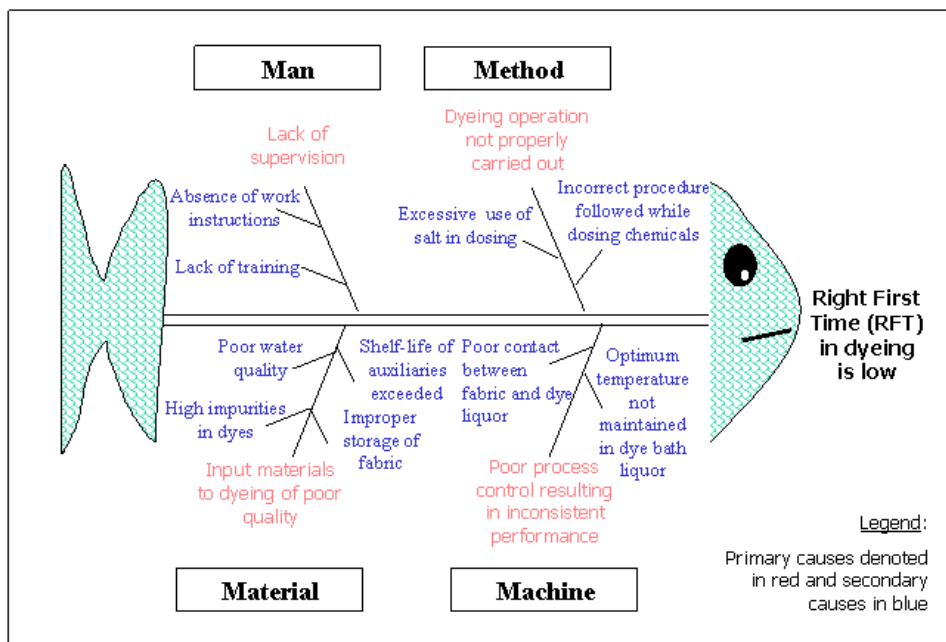 Man
Method
Lack of
supervision
Dyeing operation
not properly
carried out
Absence of work
instructions
Lack of training
Excessive use of
salt in dosing
Incorrect procedure
followed while
dosing chemicals
Right First
Time (RFT)
in dyeing
is low
Poor water
quality
Shelf-life of
auxiliaries
exceeded
High impurities
in dyes
Improper
storage of
fabric
Input materials
to dyeing of poor
quality
Poor contact
between
fabric and dye
liquor
Optimum
temperature
not
maintained
in dye bath
liquor
Poor process
control resulting
in inconsistent
performance
Material
Machine
Legend:
Primary causes denoted
in red and secondary
causes in blue